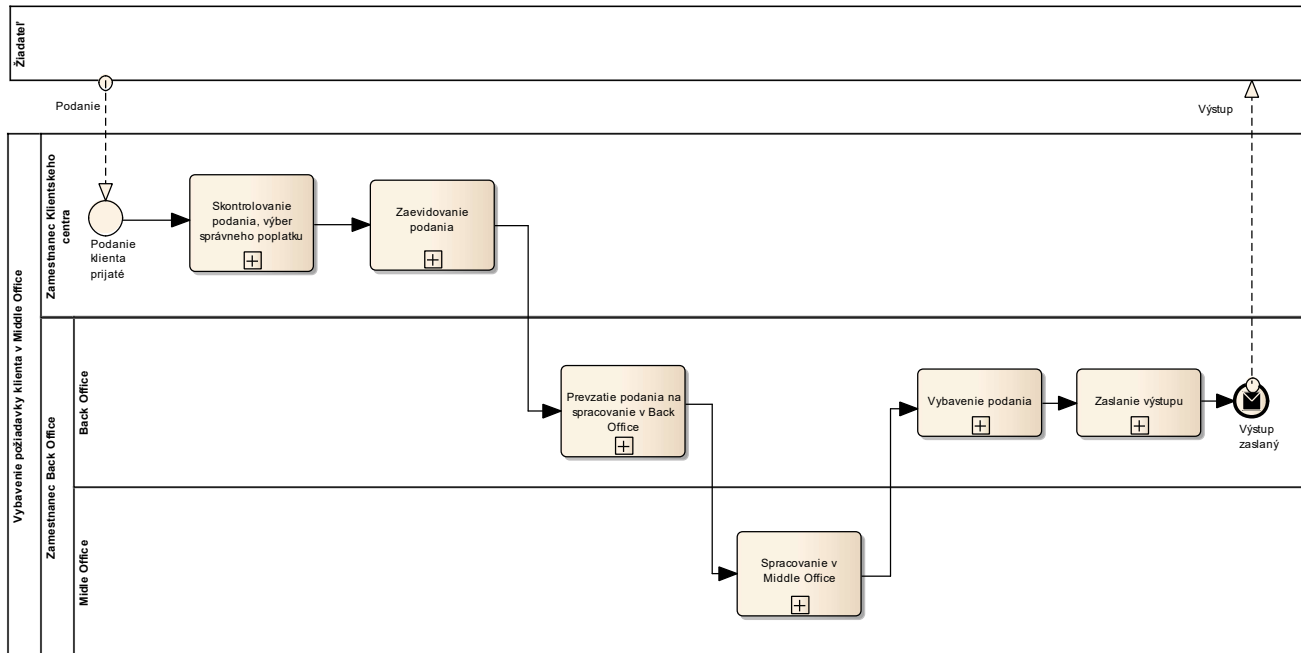 Žiadateľ
Podanie
Výstup
Vybavenie požiadavky klienta v Middle Office
Zamestnanec Klientskeho
centra
Podanie
klienta
prijaté
Skontrolovanie
podania, výber
správneho poplatku
Zaevidovanie
podania
Zamestnanec Back Office
Back Office
Prevzatie podania na
spracovanie v Back
Office
Vybavenie podania
Zaslanie výstupu
Výstup
zaslaný
Midle Office
Spracovanie v
Middle Office